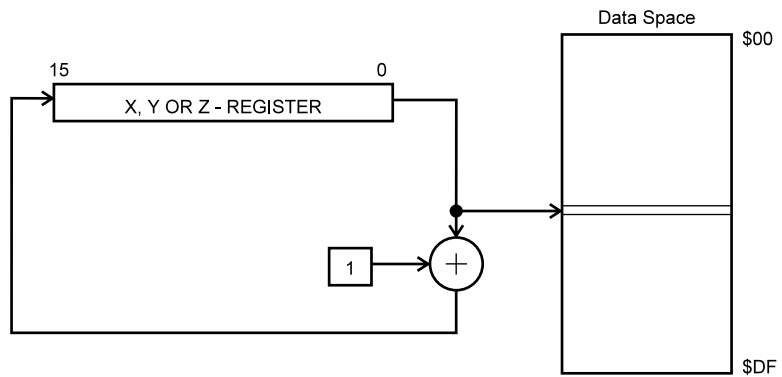 Data Space
$00
15 0
X, Y OR Z - REGISTER
1
+
$DF